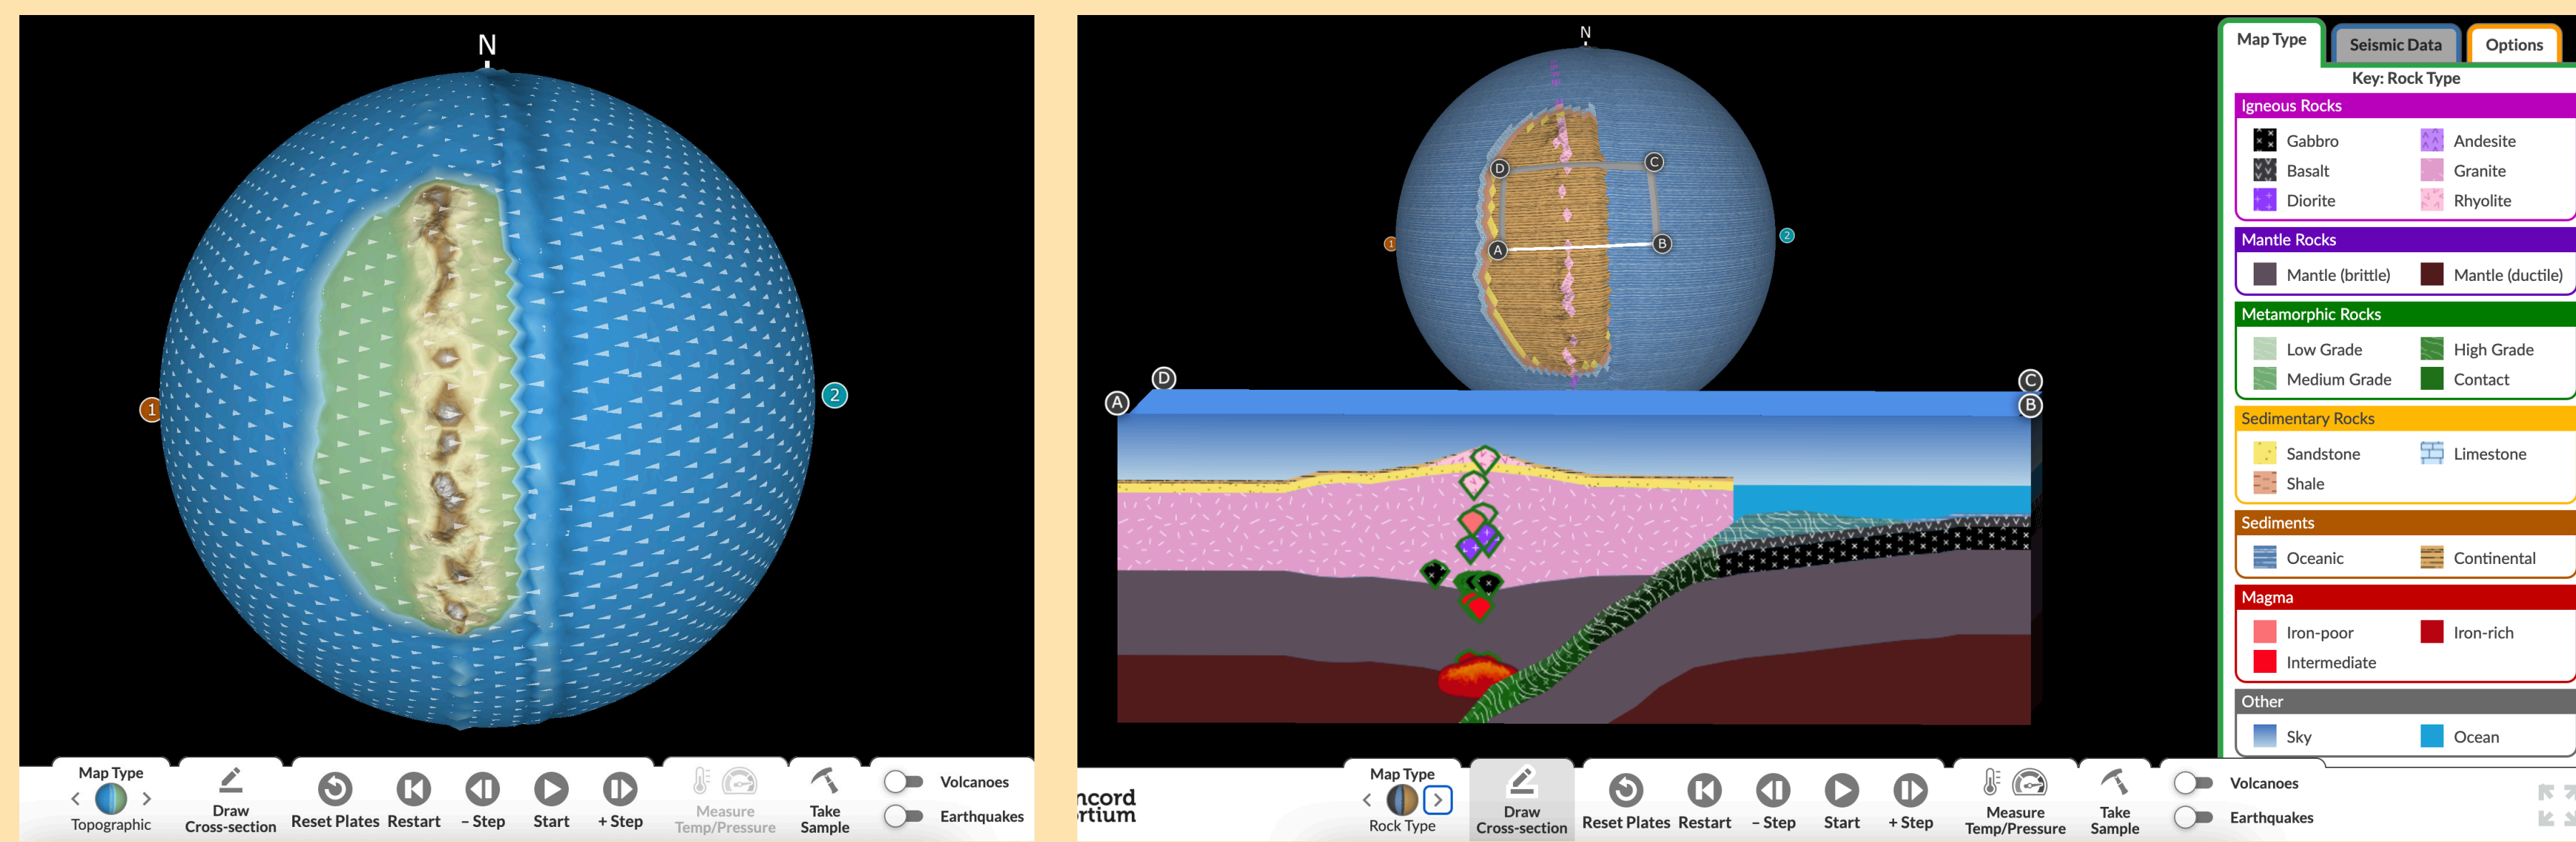 N
1
2
Map Type
Topographic
Draw
Cross-section
Reset Plates
Restart
– Step
Start
+ Step
Measure
Temp/Pressure
Take
Sample
Volcanoes
Earthquakes
N
D
C
A
B
1
2
D
C
A
B
ncord
rtium
Map Type
Rock Type
Draw
Cross-section
Reset Plates
Restart
– Step
Start
+ Step
Measure
Temp/Pressure
Take
Sample
Volcanoes
Earthquakes
Map Type
Seismic Data
Options
Key: Rock Type
Igneous Rocks
Gabbro
Andesite
Basalt
Granite
Diorite
Rhyolite
Mantle Rocks
Mantle (brittle)
Mantle (ductile)
Metamorphic Rocks
Low Grade
High Grade
Medium Grade
Contact
Sedimentary Rocks
Sandstone
Limestone
Shale
Sediments
Oceanic
Continental
Magma
Iron-poor
Iron-rich
Intermediate
Other
Sky
Ocean